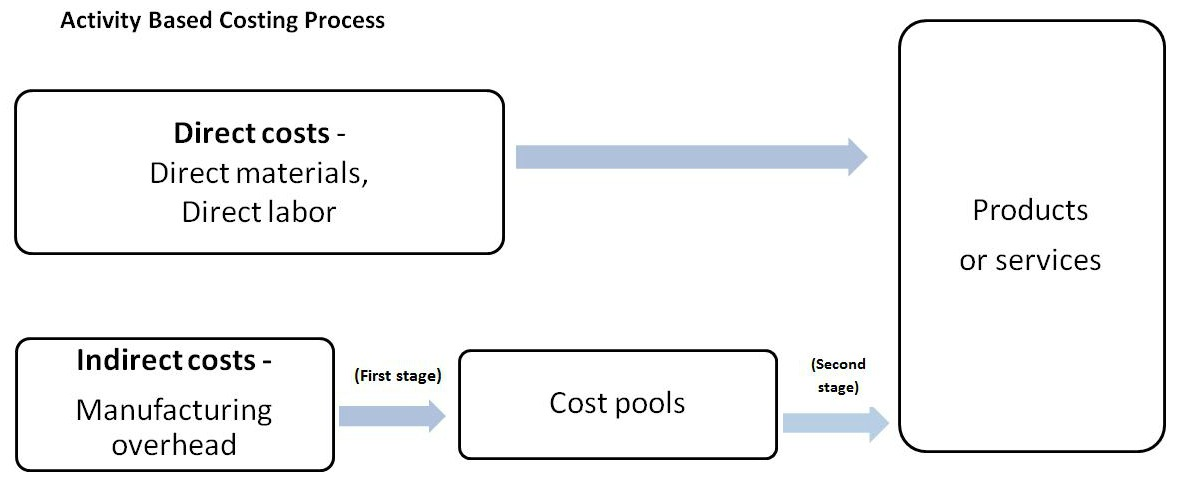 Activity Based Costing Process
Direct costs -
Direct materials,
Direct labor
Products
or services
Indirect costs -
Manufacturing
overhead
(First stage)
Cost pools
(Second
stage)